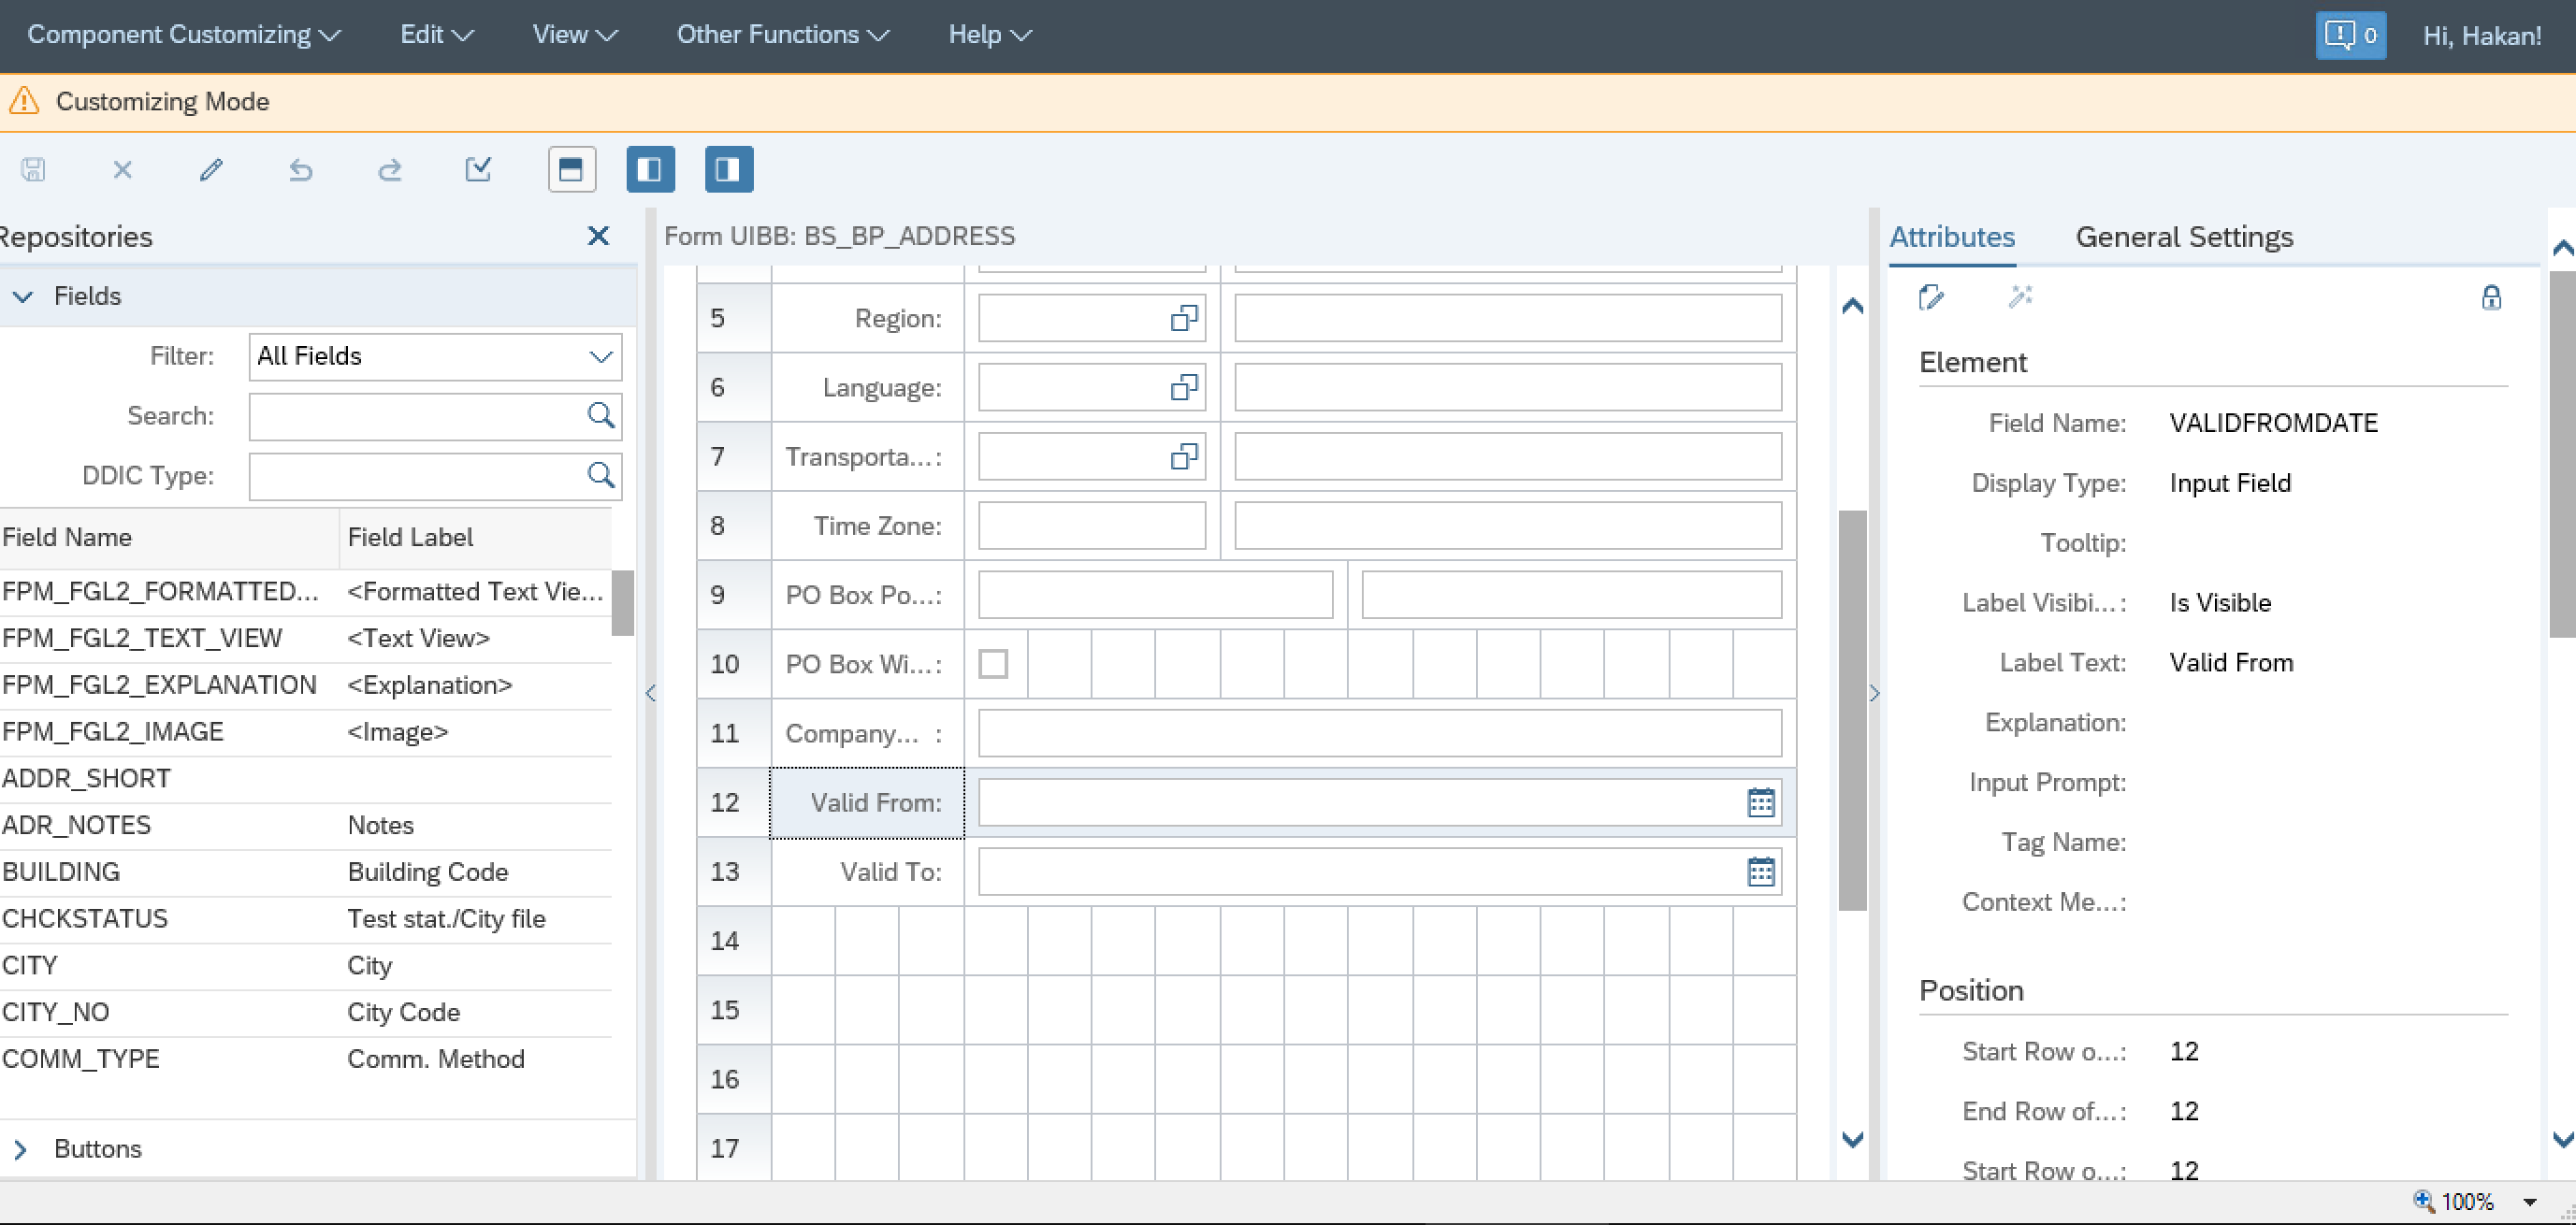 Component Customizing Edit View Other Functions Help 0 Hi, Hakan!
Customizing Mode
Repositories
Fields
Filter: All Fields
Search:
DDIC Type:
Field Name Field Label
FPM_FGL2_FORMATTED... <Formatted Text Vie...
FPM_FGL2_TEXT_VIEW <Text View>
FPM_FGL2_EXPLANATION <Explanation>
FPM_FGL2_IMAGE <Image>
ADDR_SHORT
ADR_NOTES Notes
BUILDING Building Code
CHCKSTATUS Test stat./City file
CITY City
CITY_NO City Code
COMM_TYPE Comm. Method
Buttons
Form UIBB: BS_BP_ADDRESS
5 Region:
6 Language:
7 Transporta...:
8 Time Zone:
9 PO Box Po...:
10 PO Box Wi...:
11 Company... :
12 Valid From:
13 Valid To:
14
15
16
17
Attributes General Settings
Element
Field Name: VALIDFROMDATE
Display Type: Input Field
Tooltip:
Label Visibi...: Is Visible
Label Text: Valid From
Explanation:
Input Prompt:
Tag Name:
Context Me...:
Position
Start Row o...: 12
End Row of...: 12
Start Row o...: 12
100%